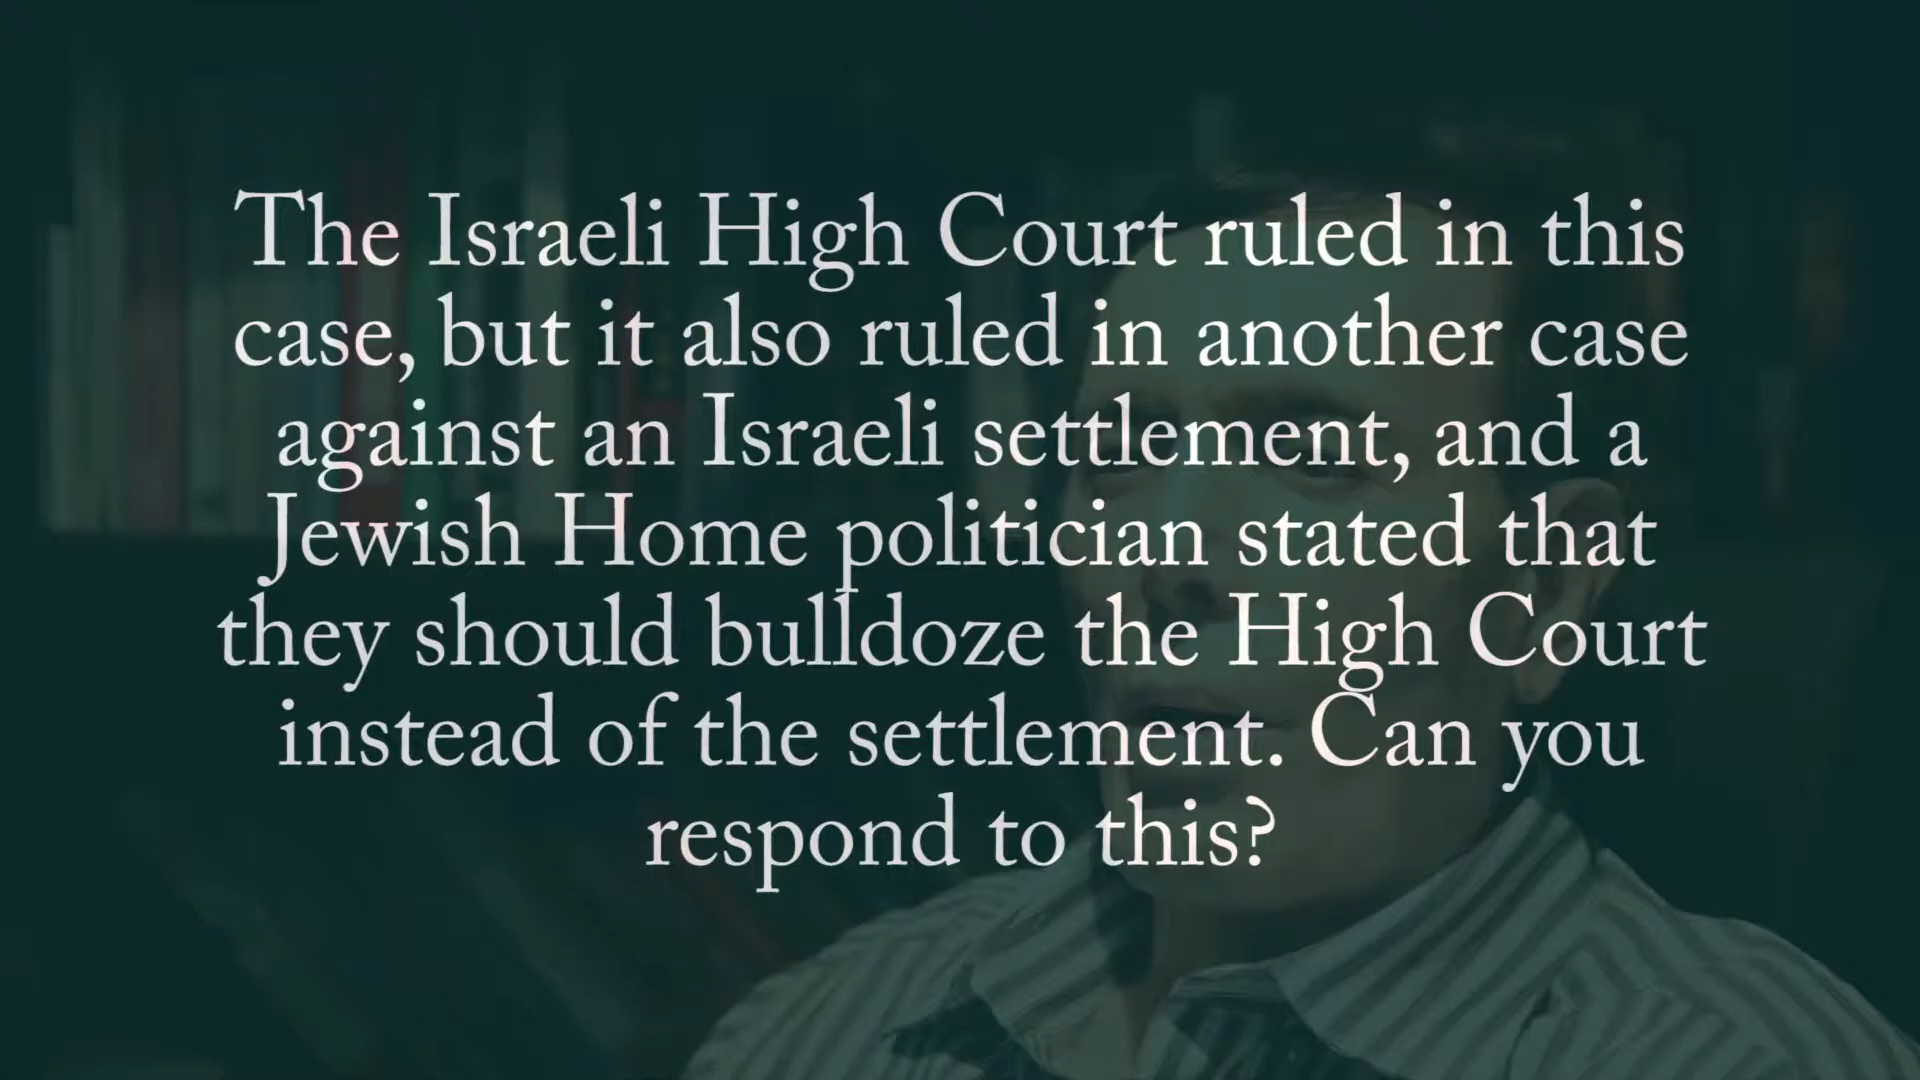 The Israeli High Court ruled in this
case, but it also ruled in another case
against an Israeli settlement, and a
Jewish Home politician stated that
they should bulldoze the High Court
instead of the settlement. Can you
respond to this?